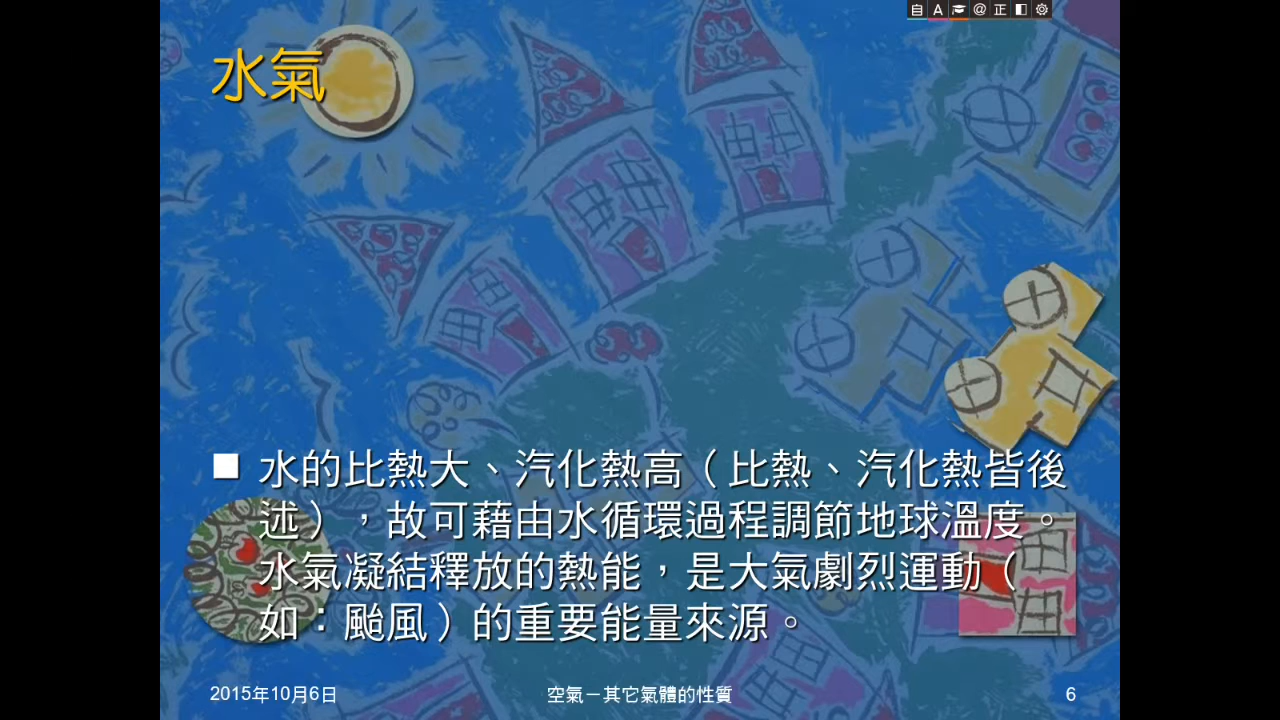 自 A @ 正
水氣
■ 水的比熱大、汽化熱高（比熱、汽化熱皆後
述），故可藉由水循環過程調節地球溫度。
水氣凝結釋放的熱能，是大氣劇烈運動（
如：颱風）的重要能量來源。
2015年10月6日
空氣－其它氣體的性質
6